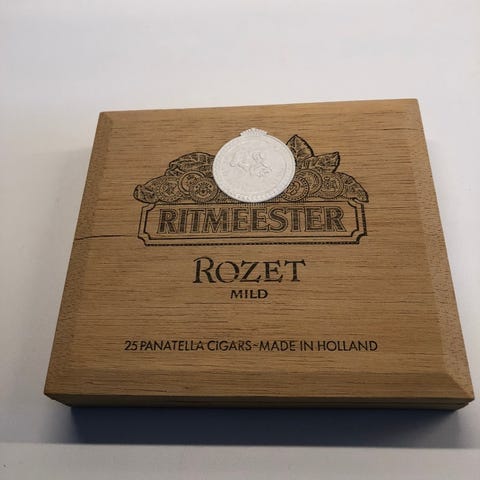 RITMEESTER
ROZET
MILD
25 PANATELLA CIGARS~MADE IN HOLLAND